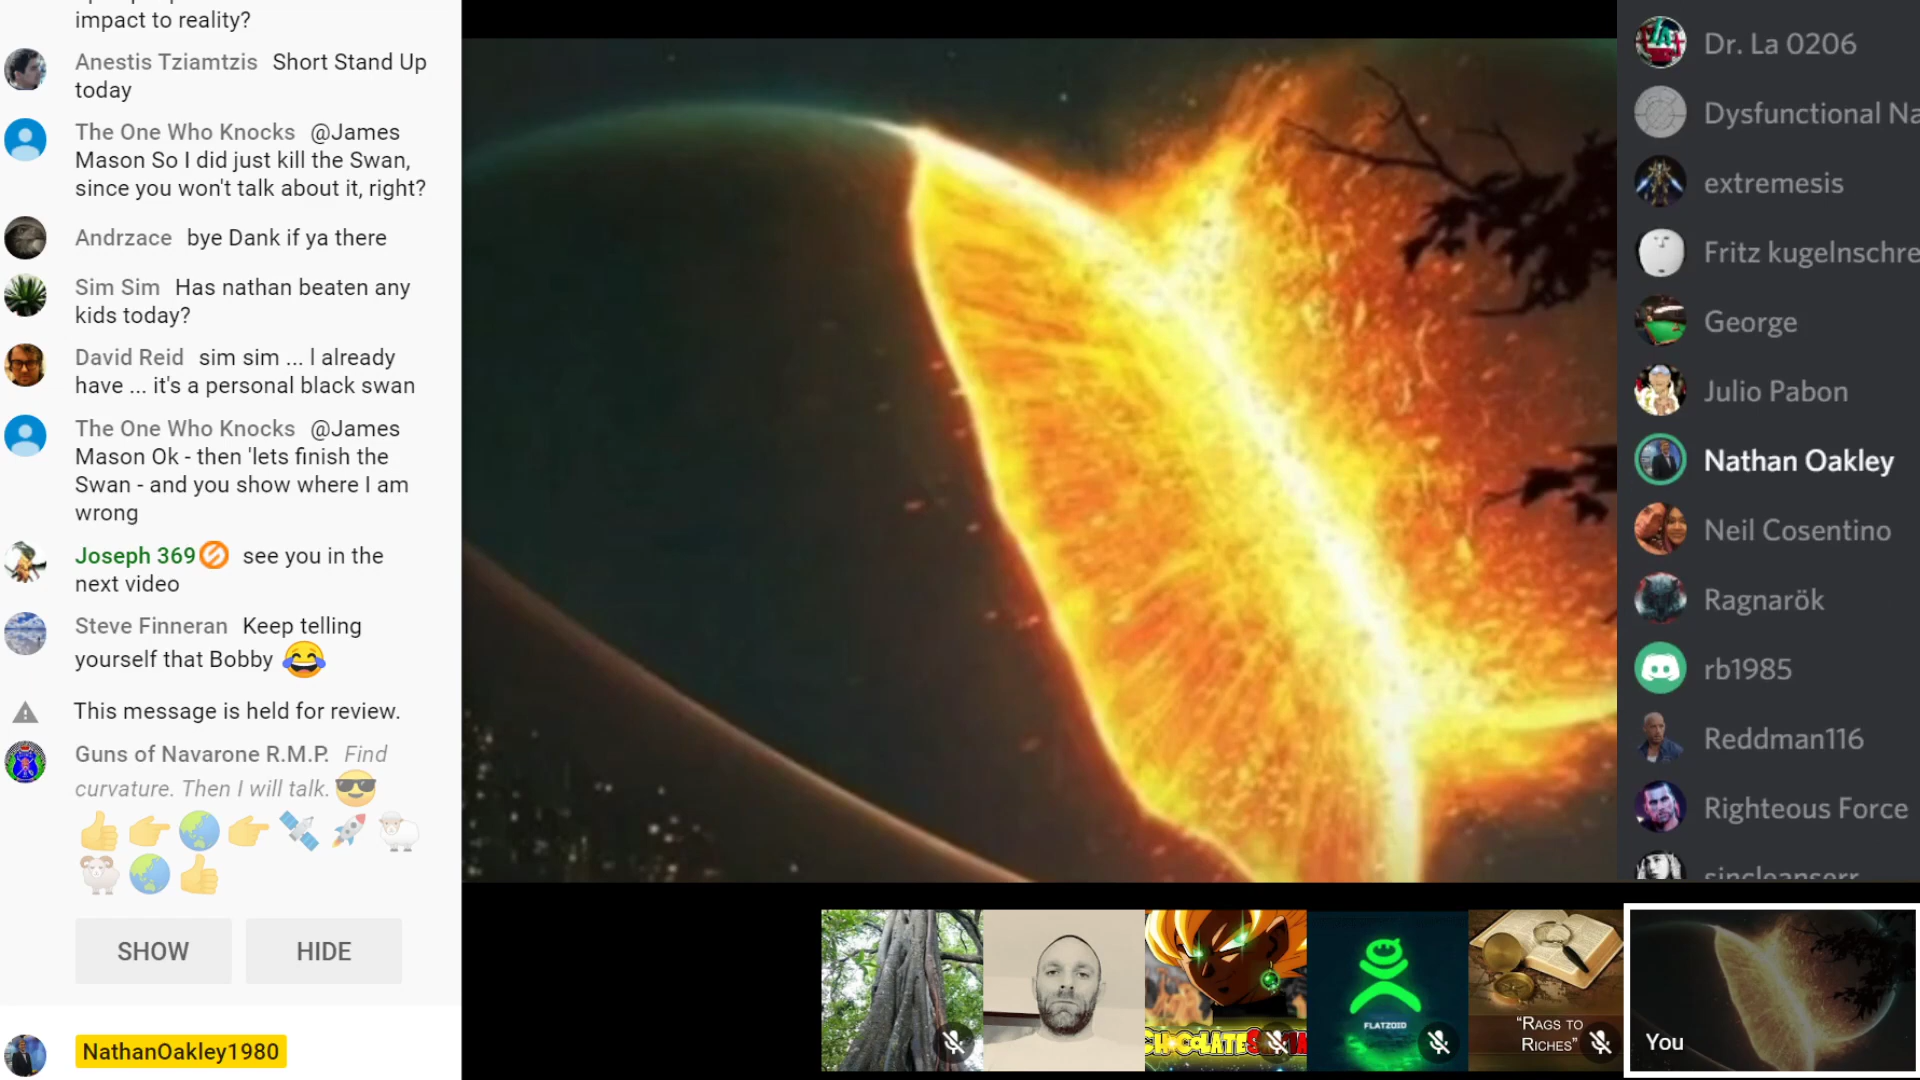 impact to reality?
Anestis Tziamtzis Short Stand Up
today
The One Who Knocks @James
Mason So I did just kill the Swan,
since you won't talk about it, right?
Andrzace bye Dank if ya there
Sim Sim Has nathan beaten any
kids today?
David Reid sim sim ... I already
have ... it's a personal black swan
The One Who Knocks @James
Mason Ok - then 'lets finish the
Swan - and you show where I am
wrong
Joseph 369 see you in the
next video
Steve Finneran Keep telling
yourself that Bobby 😂
This message is held for review.
Guns of Navarone R.M.P. Find
curvature. Then I will talk. 😎
👍👉🌏👉🛰🚀🐑
🐏🌏👍
SHOW HIDE
NathanOakley1980
Dr. La 0206
Dysfunctional Na
extremesis
Fritz kugelnschre
George
Julio Pabon
Nathan Oakley
Neil Cosentino
Ragnarök
rb1985
Reddman116
Righteous Force
FLATZOID
"RAGS TO
RICHES"
You